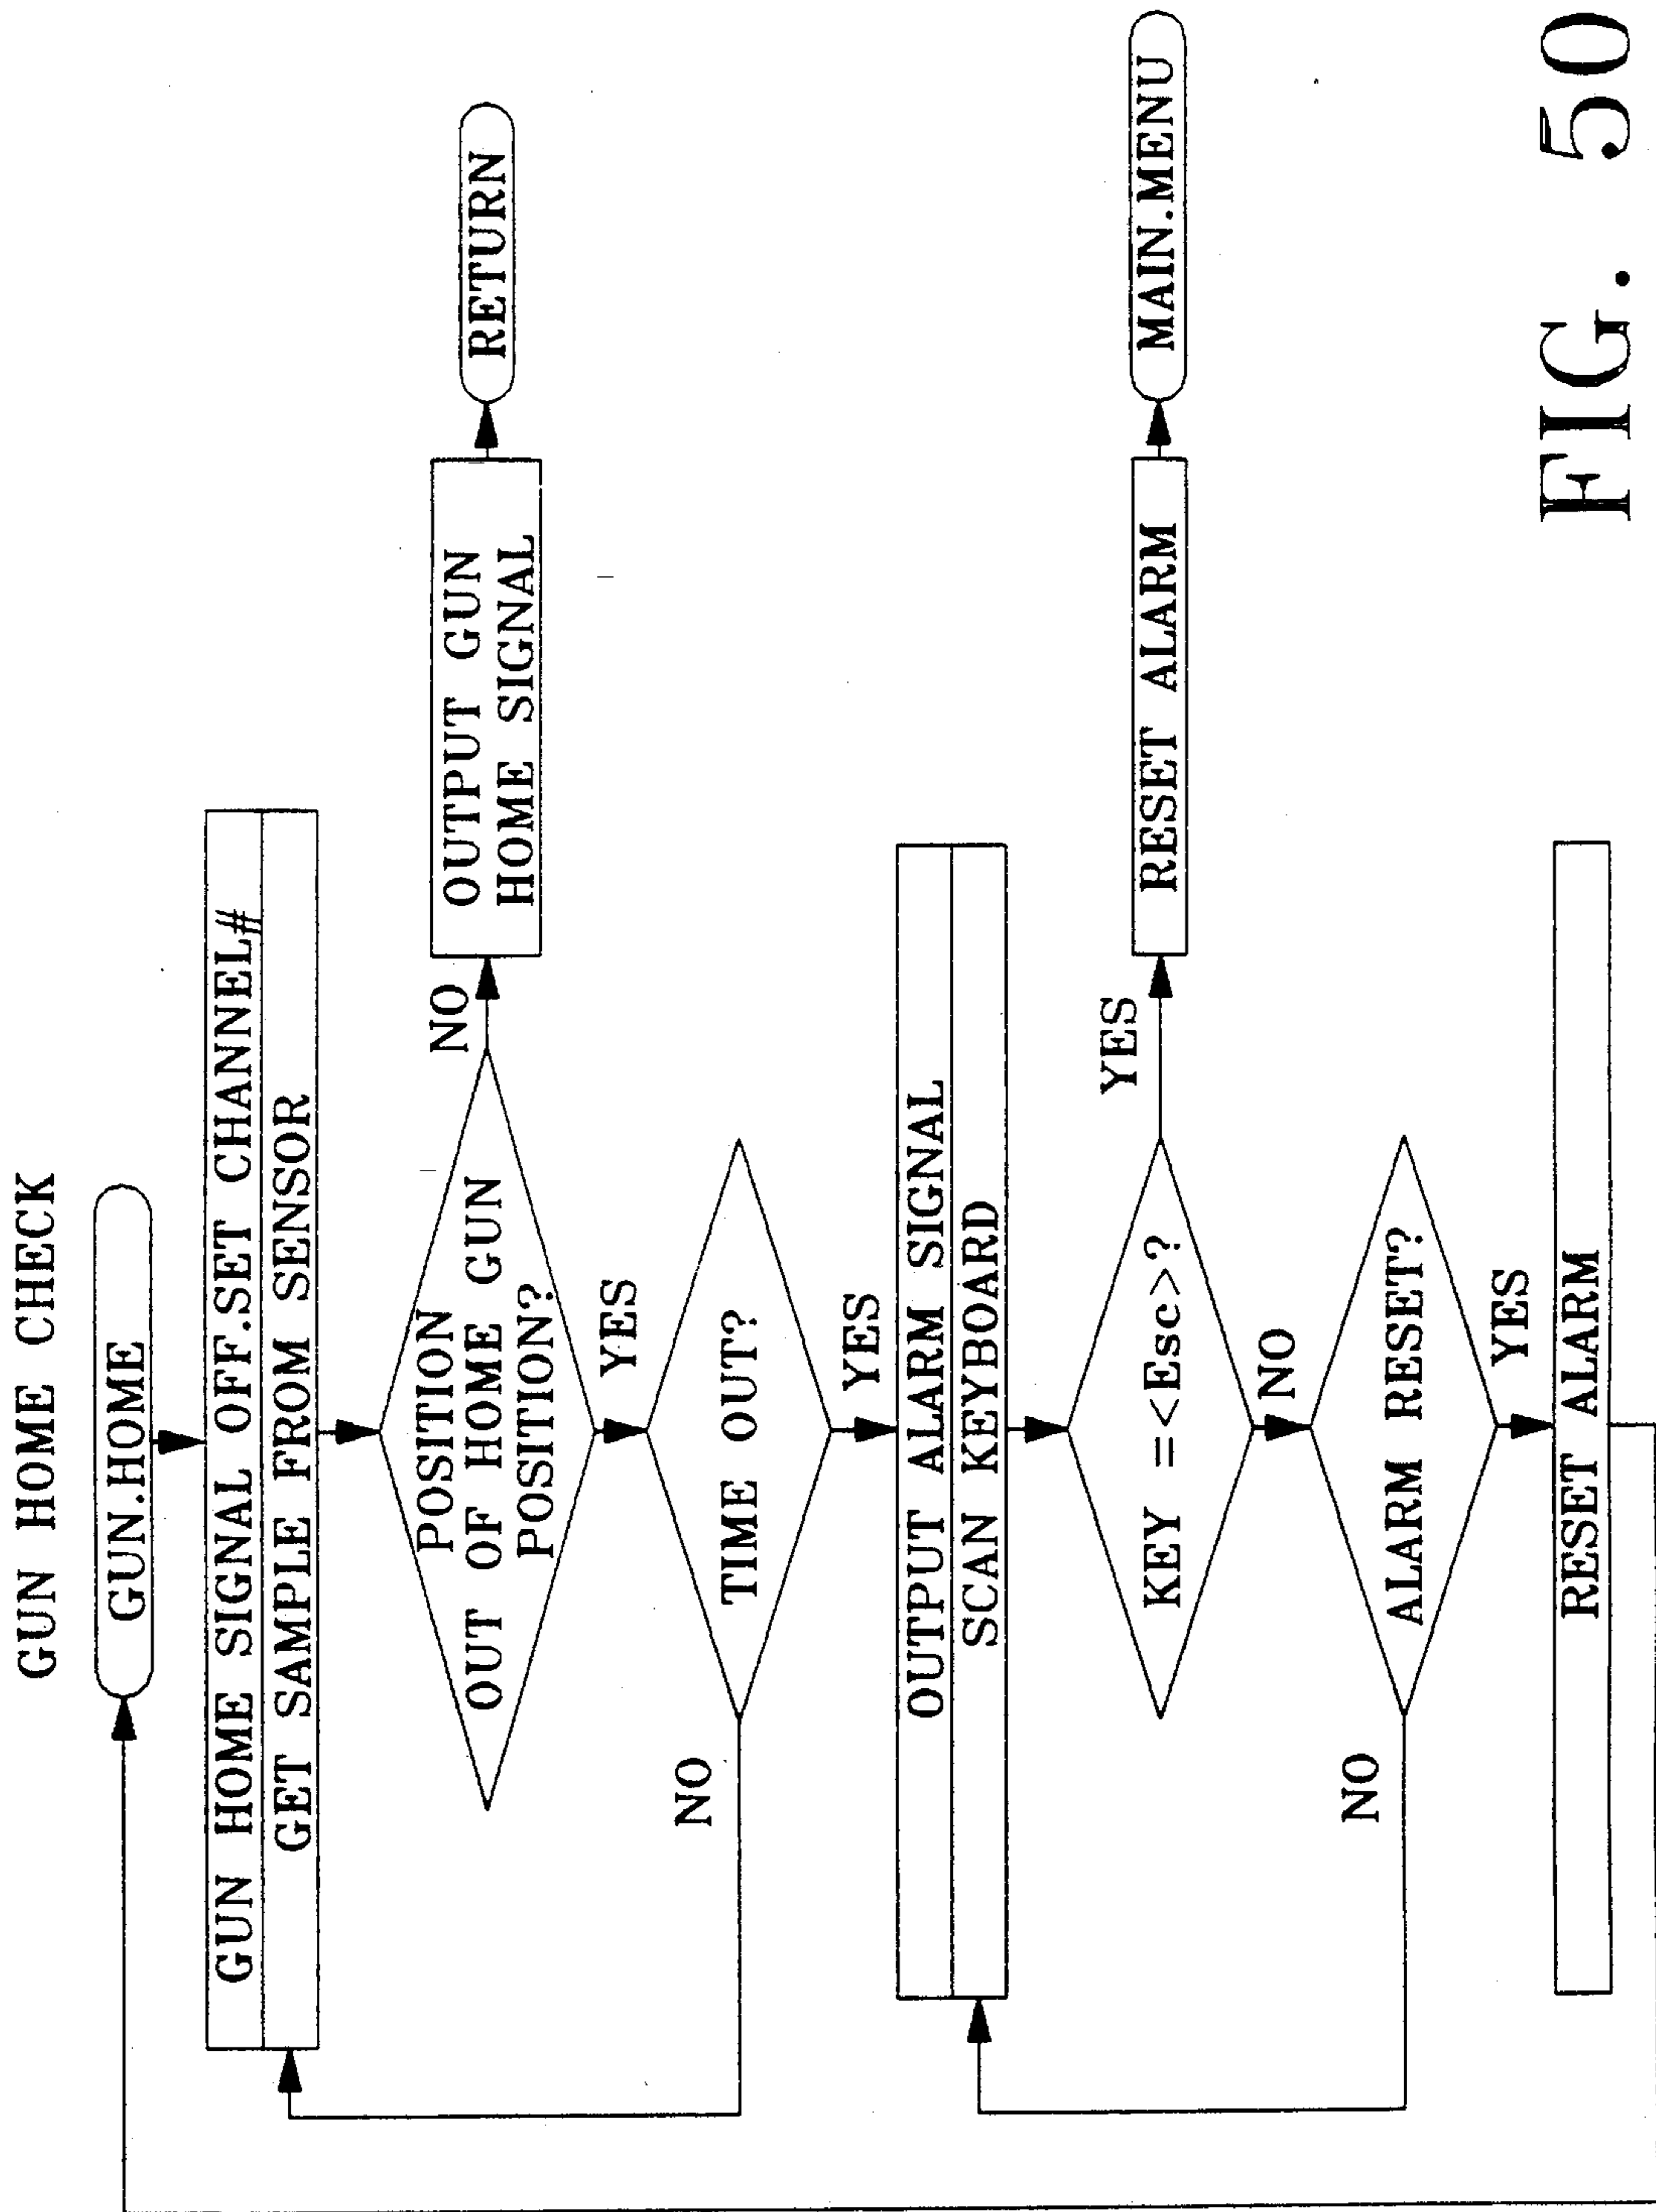 GUN HOME CHECK
GUN.HOME
GUN HOME SIGNAL OFF.SET CHANNEL#
GET SAMPLE FROM SENSOR
POSITION
OUT OF HOME GUN
POSITION?
NO
OUTPUT GUN
HOME SIGNAL
RETURN
YES
TIME OUT?
NO
YES
OUTPUT ALARM SIGNAL
SCAN KEYBOARD
KEY =<Esc>?
YES
RESET ALARM
MAIN.MENU
NO
ALARM RESET?
NO
YES
RESET ALARM
FIG. 50